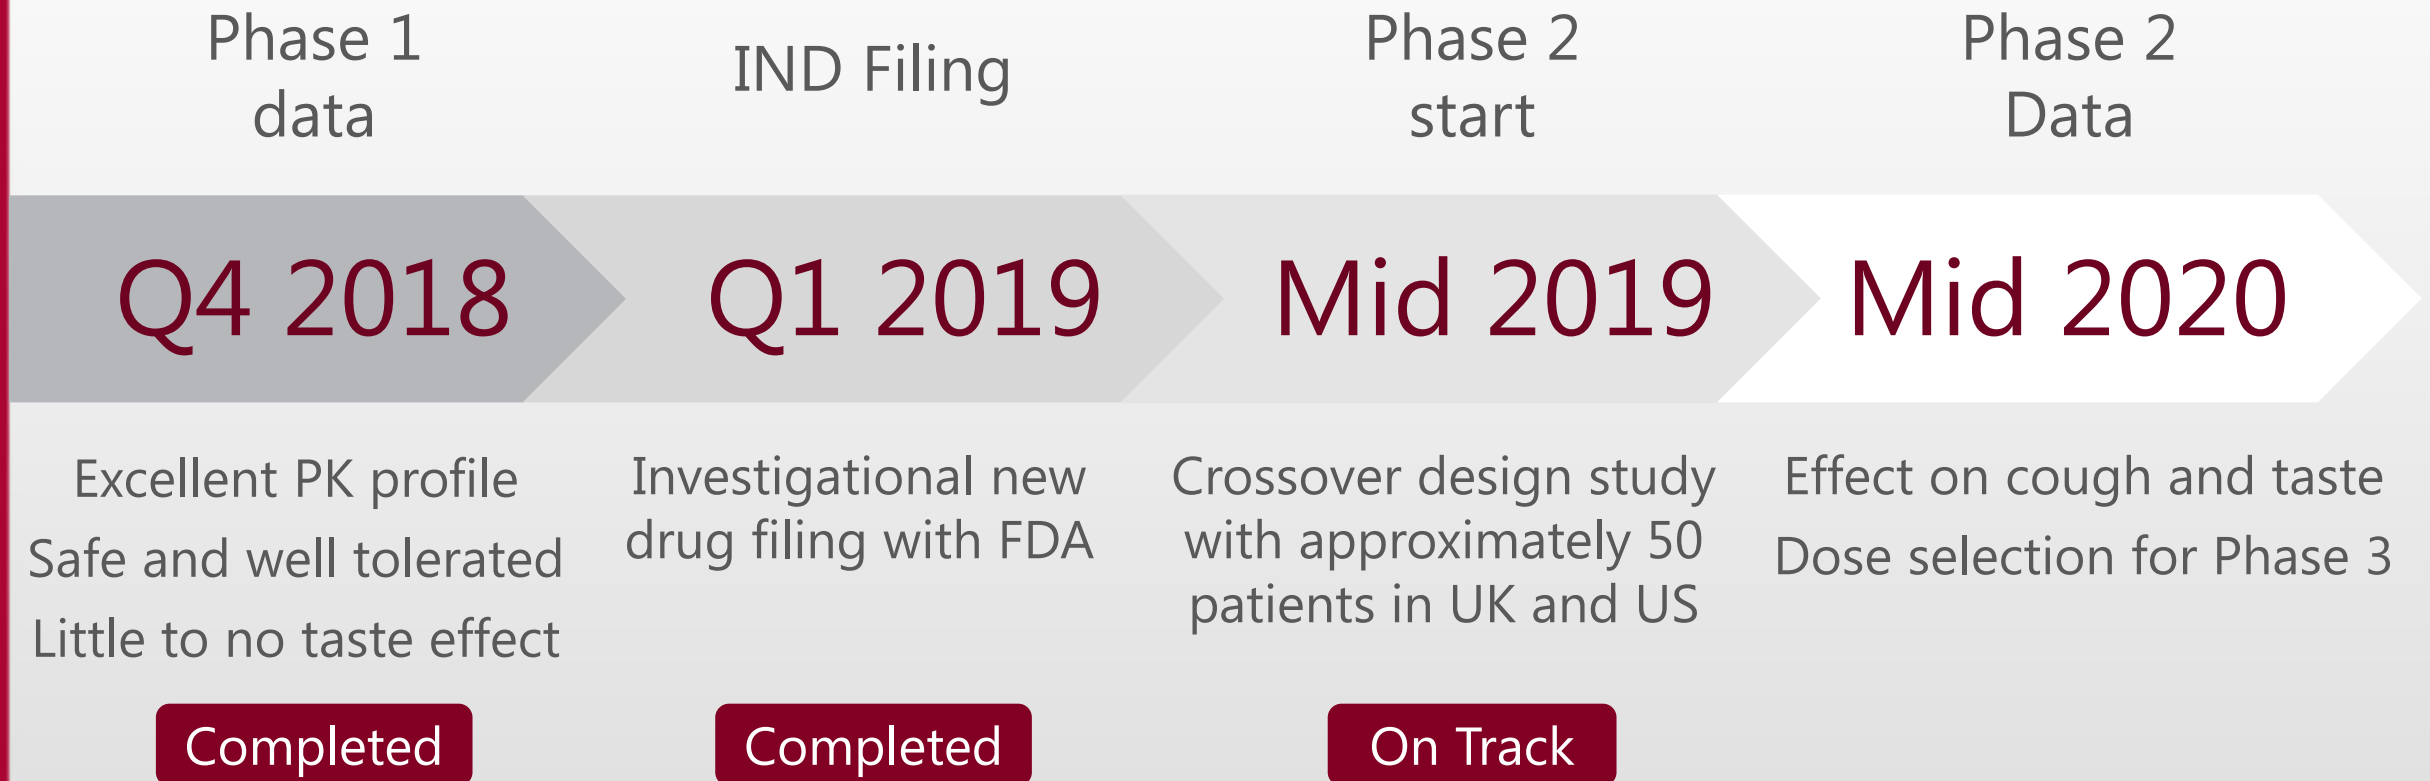 Phase 1
data
IND Filing
Phase 2
start
Phase 2
Data
Q4 2018
Q1 2019
Mid 2019
Mid 2020
Excellent PK profile
Safe and well tolerated
Little to no taste effect
Investigational new
drug filing with FDA
Crossover design study
with approximately 50
patients in UK and US
Effect on cough and taste
Dose selection for Phase 3
Completed
Completed
On Track